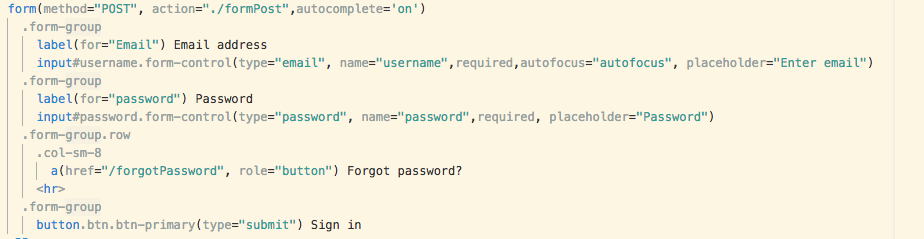 form(method="POST", action="./formPost",autocomplete='on')
.form-group
label(for="Email") Email address
input#username.form-control(type="email", name="username",required,autofocus="autofocus", placeholder="Enter email")
.form-group
label(for="password") Password
input#password.form-control(type="password", name="password",required, placeholder="Password")
.form-group.row
.col-sm-8
a(href="/forgotPassword", role="button") Forgot password?
<hr>
.form-group
button.btn.btn-primary(type="submit") Sign in